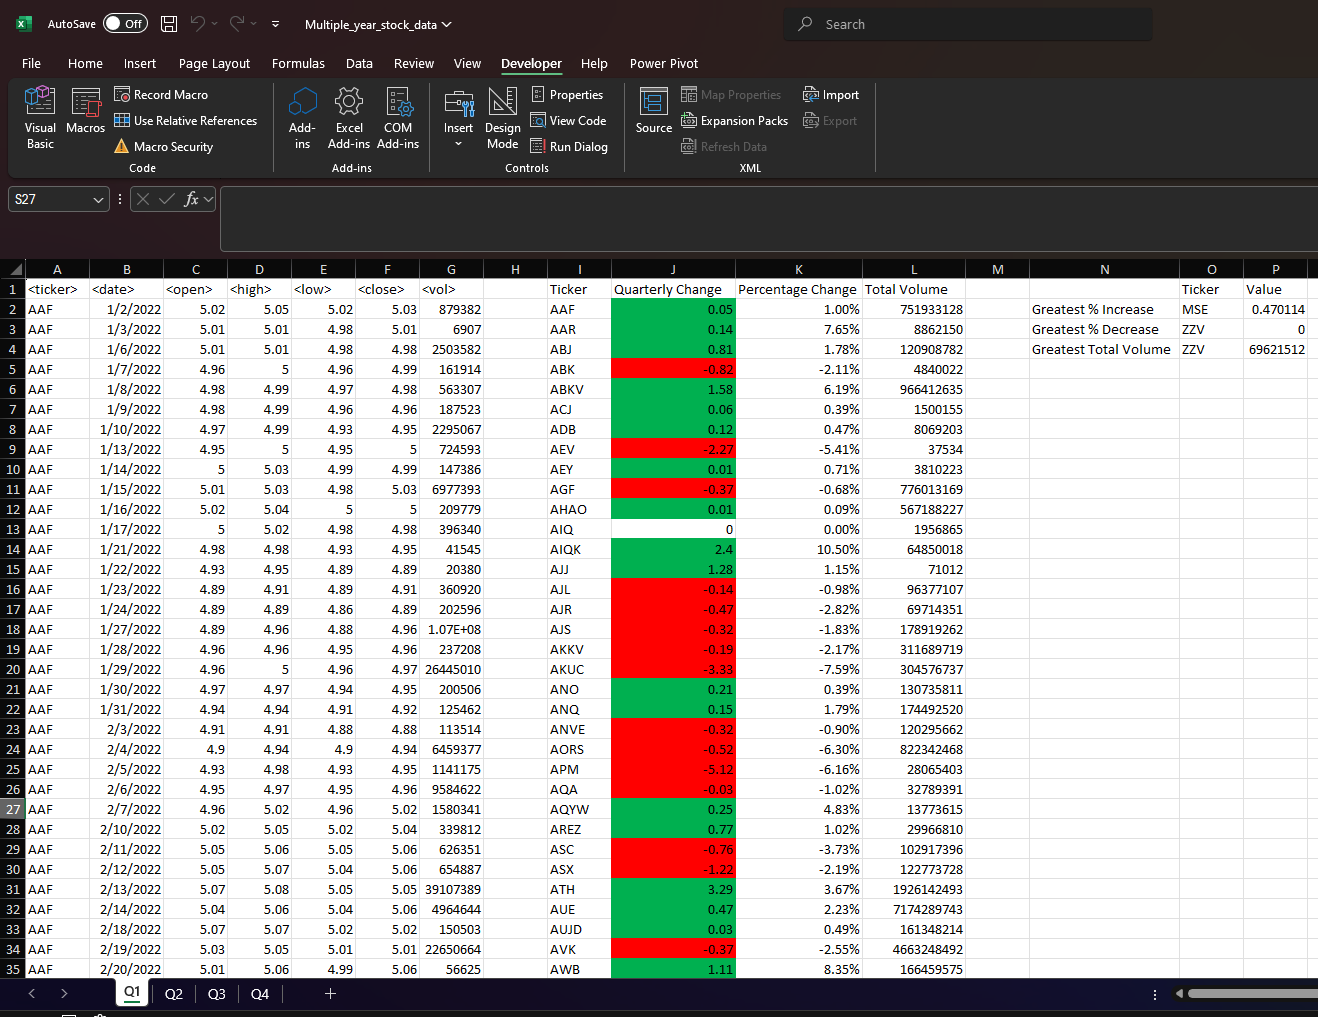 AutoSave Off Multiple_year_stock_data Search
File Home Insert Page Layout Formulas Data Review View Developer Help Power Pivot
Visual Basic Macros Record Macro Use Relative References Macro Security Code
Add-ins Excel Add-ins COM Add-ins Add-ins
Insert Design Mode Properties View Code Run Dialog Controls
Source Map Properties Expansion Packs Refresh Data Import Export XML
S27 fx
A B C D E F G H I J K L M N O P
1 <ticker> <date> <open> <high> <low> <close> <vol> Ticker Quarterly Change Percentage Change Total Volume Ticker Value
2 AAF 1/2/2022 5.02 5.05 5.02 5.03 879382 AAF 0.05 1.00% 751933128 Greatest % Increase MSE 0.470114
3 AAF 1/3/2022 5.01 5.01 4.98 5.01 6907 AAR 0.14 7.65% 8862150 Greatest % Decrease ZZV 0
4 AAF 1/6/2022 5.01 5.01 4.98 4.98 2503582 ABJ 0.81 1.78% 120908782 Greatest Total Volume ZZV 69621512
5 AAF 1/7/2022 4.96 5 4.96 4.99 161914 ABK -0.82 -2.11% 4840022
6 AAF 1/8/2022 4.98 4.99 4.97 4.98 563307 ABKV 1.58 6.19% 966412635
7 AAF 1/9/2022 4.98 4.99 4.96 4.96 187523 ACJ 0.06 0.39% 1500155
8 AAF 1/10/2022 4.97 4.99 4.93 4.95 2295067 ADB 0.12 0.47% 8069203
9 AAF 1/13/2022 4.95 5 4.95 5 724593 AEV -2.27 -5.41% 37534
10 AAF 1/14/2022 5 5.03 4.99 4.99 147386 AEY 0.01 0.71% 3810223
11 AAF 1/15/2022 5.01 5.03 4.98 5.03 6977393 AGF -0.37 -0.68% 776013169
12 AAF 1/16/2022 5.02 5.04 5 5 209779 AHAO 0.01 0.09% 567188227
13 AAF 1/17/2022 5 5.02 4.98 4.98 396340 AIQ 0 0.00% 1956865
14 AAF 1/21/2022 4.98 4.98 4.93 4.95 41545 AIQK 2.4 10.50% 64850018
15 AAF 1/22/2022 4.93 4.95 4.89 4.89 20380 AJJ 1.28 1.15% 71012
16 AAF 1/23/2022 4.89 4.91 4.89 4.91 360920 AJL -0.14 -0.98% 96377107
17 AAF 1/24/2022 4.89 4.89 4.86 4.89 202596 AJR -0.47 -2.82% 69714351
18 AAF 1/27/2022 4.89 4.96 4.88 4.96 1.07E+08 AJS -0.32 -1.83% 178919262
19 AAF 1/28/2022 4.96 4.96 4.95 4.96 237208 AKKV -0.19 -2.17% 311689719
20 AAF 1/29/2022 4.96 5 4.96 4.97 26445010 AKUC -3.33 -7.59% 304576737
21 AAF 1/30/2022 4.97 4.97 4.94 4.95 200506 ANO 0.21 0.39% 130735811
22 AAF 1/31/2022 4.94 4.94 4.91 4.92 125462 ANQ 0.15 1.79% 174492520
23 AAF 2/3/2022 4.91 4.91 4.88 4.88 113514 ANVE -0.32 -0.90% 120295662
24 AAF 2/4/2022 4.9 4.94 4.9 4.94 6459377 AORS -0.52 -6.30% 822342468
25 AAF 2/5/2022 4.93 4.98 4.93 4.95 1141175 APM -5.12 -6.16% 28065403
26 AAF 2/6/2022 4.95 4.97 4.95 4.96 9584622 AQA -0.03 -1.02% 32789391
27 AAF 2/7/2022 4.96 5.02 4.96 5.02 1580341 AQYW 0.25 4.83% 13773615
28 AAF 2/10/2022 5.02 5.05 5.02 5.04 339812 AREZ 0.77 1.02% 29966810
29 AAF 2/11/2022 5.05 5.06 5.05 5.06 626351 ASC -0.76 -3.73% 102917396
30 AAF 2/12/2022 5.05 5.07 5.04 5.06 654887 ASX -1.22 -2.19% 122773728
31 AAF 2/13/2022 5.07 5.08 5.05 5.05 39107389 ATH 3.29 3.67% 1926142493
32 AAF 2/14/2022 5.04 5.06 5.04 5.06 4964644 AUE 0.47 2.23% 7174289743
33 AAF 2/18/2022 5.07 5.07 5.02 5.02 150503 AUJD 0.03 0.49% 161348214
34 AAF 2/19/2022 5.03 5.05 5.01 5.01 22650664 AVK -0.37 -2.55% 4663248492
35 AAF 2/20/2022 5.01 5.06 4.99 5.06 56625 AWB 1.11 8.35% 166459575
Q1 Q2 Q3 Q4